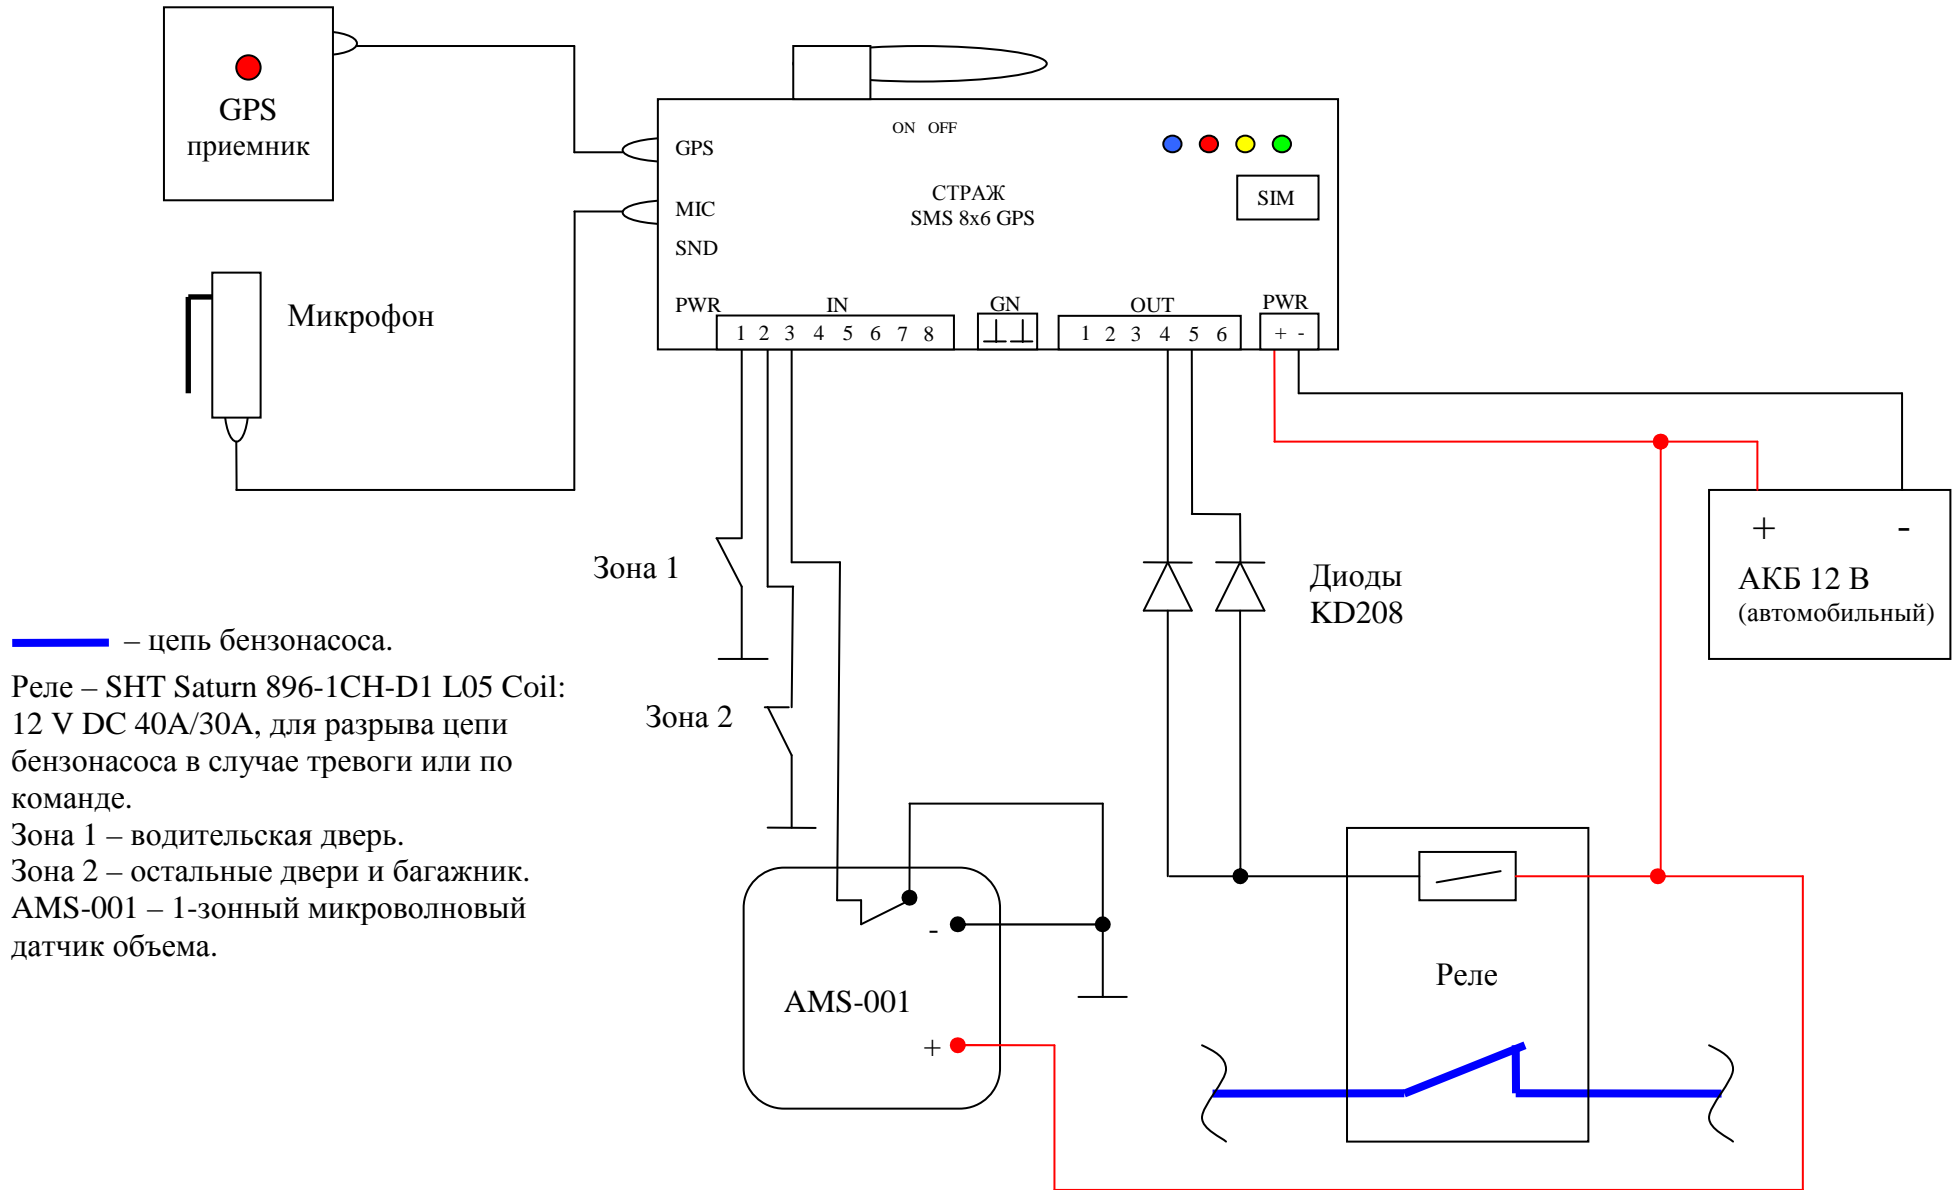 GPS
приемник
Микрофон
ON OFF
GPS
MIC
SND
СТРАЖ
SMS 8x6 GPS
SIM
PWR
IN
GN
OUT
PWR
1 2 3 4 5 6 7 8
1 2 3 4 5 6
+ -
Зона 1
Зона 2
Диоды
KD208
+ -
АКБ 12 В
(автомобильный)
– цепь бензонасоса.
Реле – SHT Saturn 896-1CH-D1 L05 Coil:
12 V DC 40A/30A, для разрыва цепи
бензонасоса в случае тревоги или по
команде.
Зона 1 – водительская дверь.
Зона 2 – остальные двери и багажник.
AMS-001 – 1-зонный микроволновый
датчик объема.
-
AMS-001
+
Реле